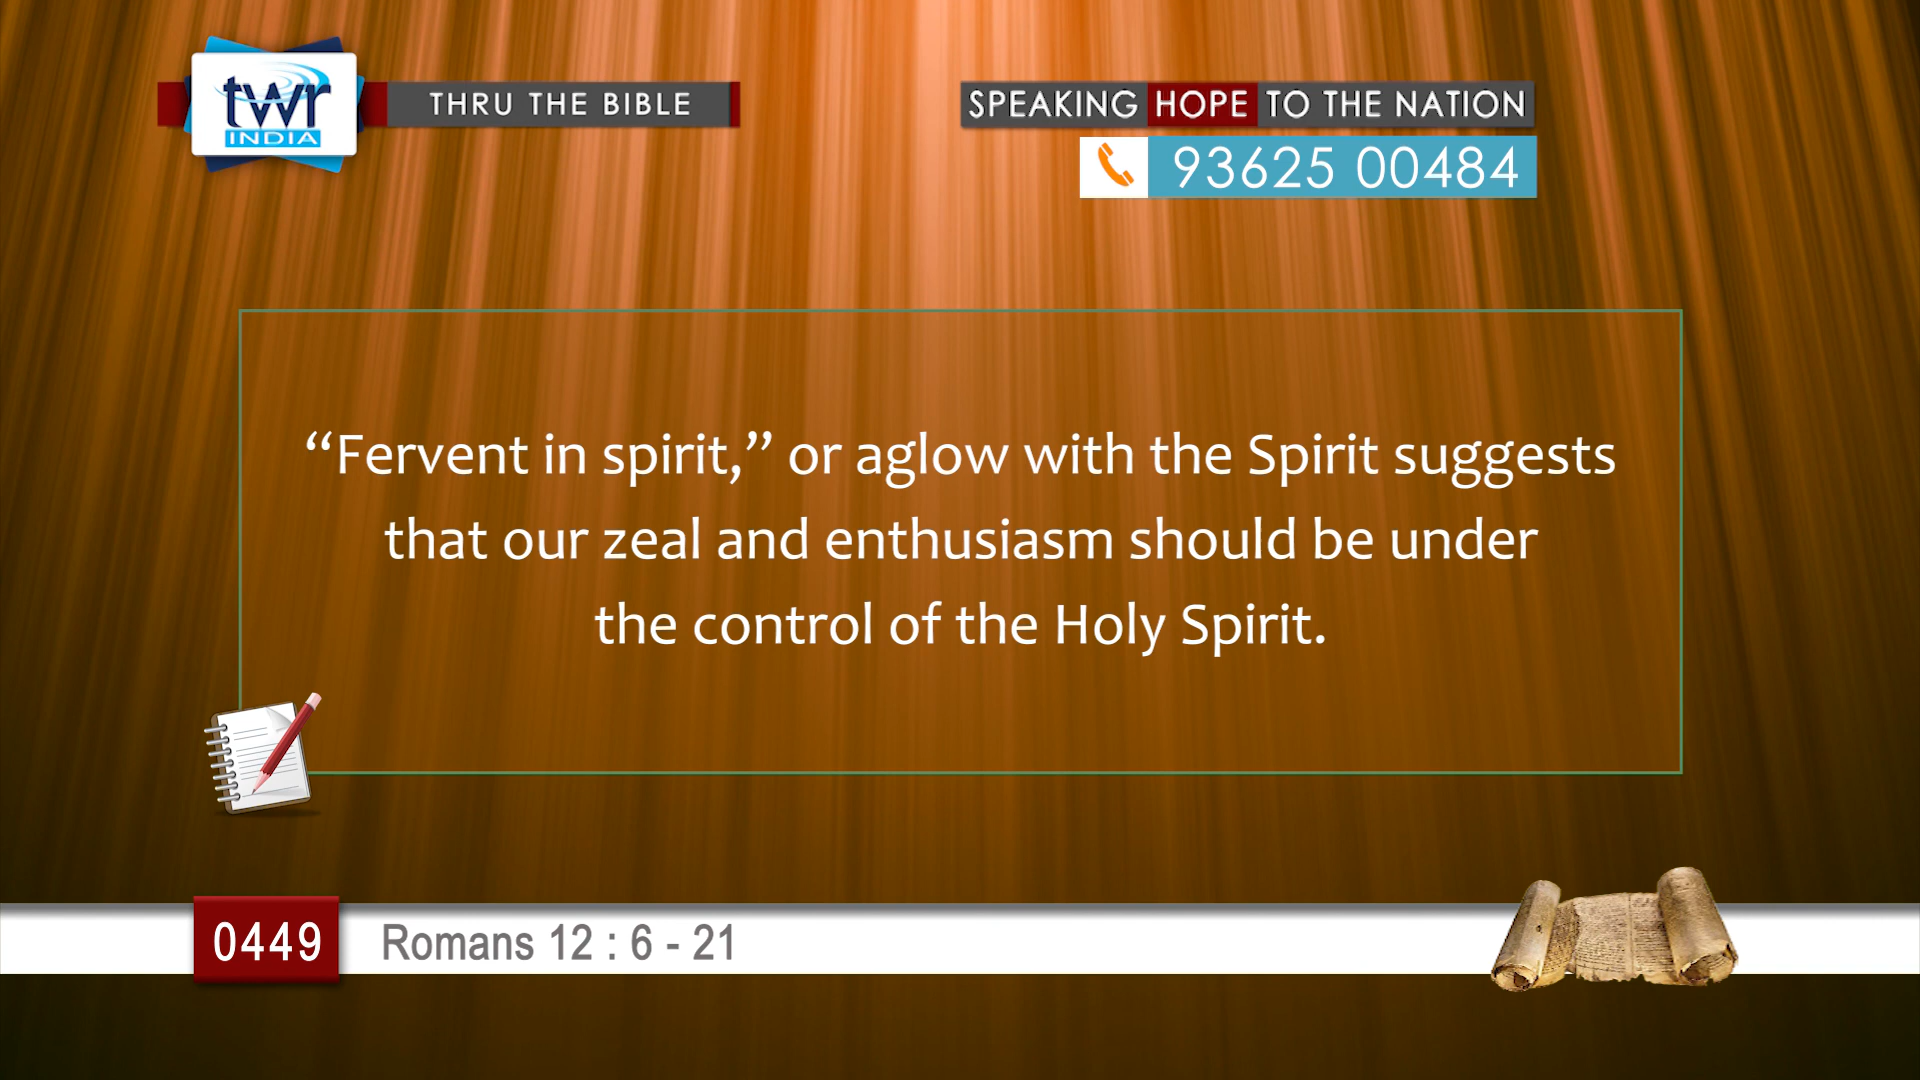 twr
INDIA
THRU THE BIBLE
SPEAKING HOPE TO THE NATION
93625 00484
“Fervent in spirit,” or aglow with the Spirit suggests
that our zeal and enthusiasm should be under
the control of the Holy Spirit.
0449
Romans 12 : 6 - 21